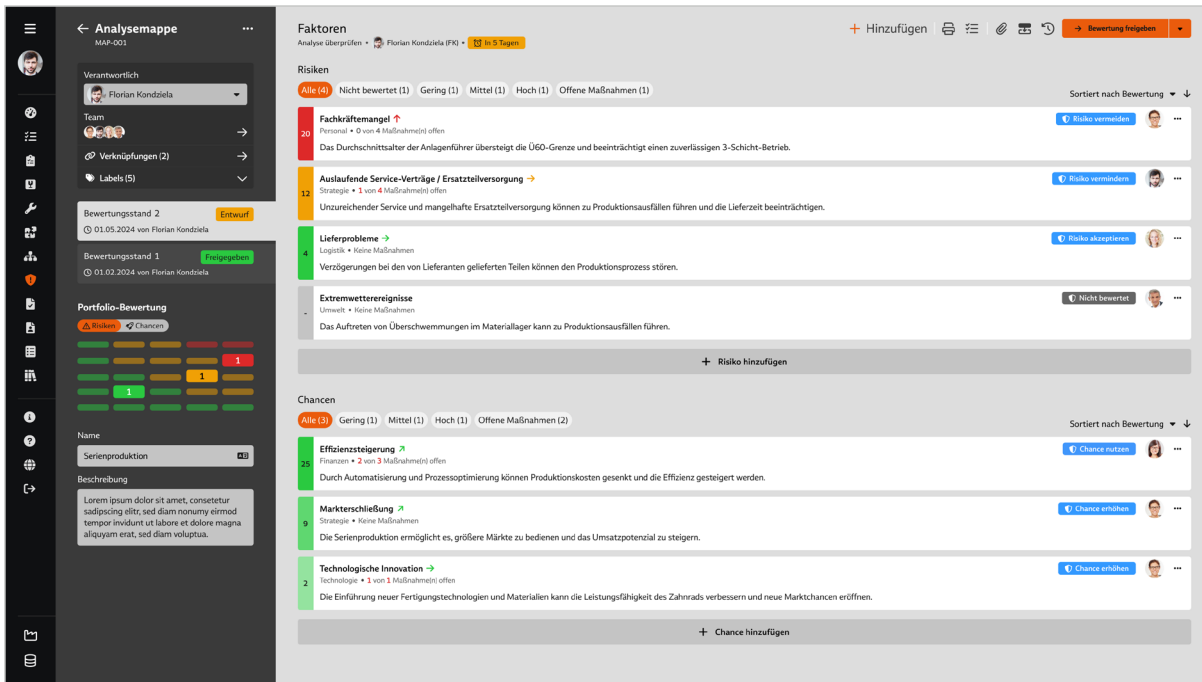 Analysemappe
MAP-001
Verantwortlich
Florian Kondziela
Team
Verknüpfungen (2)
Labels (5)
Bewertungsstand 2 Entwurf
01.05.2024 von Florian Kondziela
Bewertungsstand 1 Freigegeben
01.02.2024 von Florian Kondziela
Portfolio-Bewertung
Risiken Chancen
1
1
1
Name
Serienproduktion
Beschreibung
Lorem ipsum dolor sit amet, consetetur
sadipscing elitr, sed diam nonumy eirmod
tempor invidunt ut labore et dolore magna
aliquyam erat, sed diam voluptua.
Faktoren
Analyse überprüfen • Florian Kondziela (FK) • In 5 Tagen
+ Hinzufügen
Bewertung freigeben
Risiken
Alle (4) Nicht bewertet (1) Gering (1) Mittel (1) Hoch (1) Offene Maßnahmen (1)
Sortiert nach Bewertung
20
Fachkräftemangel
Personal • 0 von 4 Maßnahme(n) offen
Das Durchschnittsalter der Anlagenführer übersteigt die Ü60-Grenze und beeinträchtigt einen zuverlässigen 3-Schicht-Betrieb.
Risiko vermeiden
12
Auslaufende Service-Verträge / Ersatzteilversorgung
Strategie • 1 von 4 Maßnahme(n) offen
Unzureichender Service und mangelhafte Ersatzteilversorgung können zu Produktionsausfällen führen und die Lieferzeit beeinträchtigen.
Risiko vermindern
4
Lieferprobleme
Logistik • Keine Maßnahmen
Verzögerungen bei den von Lieferanten gelieferten Teilen können den Produktionsprozess stören.
Risiko akzeptieren
-
Extremwetterereignisse
Umwelt • Keine Maßnahmen
Das Auftreten von Überschwemmungen im Materiallager kann zu Produktionsausfällen führen.
Nicht bewertet
+ Risiko hinzufügen
Chancen
Alle (3) Gering (1) Mittel (1) Hoch (1) Offene Maßnahmen (2)
Sortiert nach Bewertung
25
Effizienzsteigerung
Finanzen • 2 von 3 Maßnahme(n) offen
Durch Automatisierung und Prozessoptimierung können Produktionskosten gesenkt und die Effizienz gesteigert werden.
Chance nutzen
9
Markterschließung
Strategie • Keine Maßnahmen
Die Serienproduktion ermöglicht es, größere Märkte zu bedienen und das Umsatzpotenzial zu steigern.
Chance erhöhen
2
Technologische Innovation
Technologie • 1 von 1 Maßnahme(n) offen
Die Einführung neuer Fertigungstechnologien und Materialien kann die Leistungsfähigkeit des Zahnrads verbessern und neue Marktchancen eröffnen.
Chance erhöhen
+ Chance hinzufügen